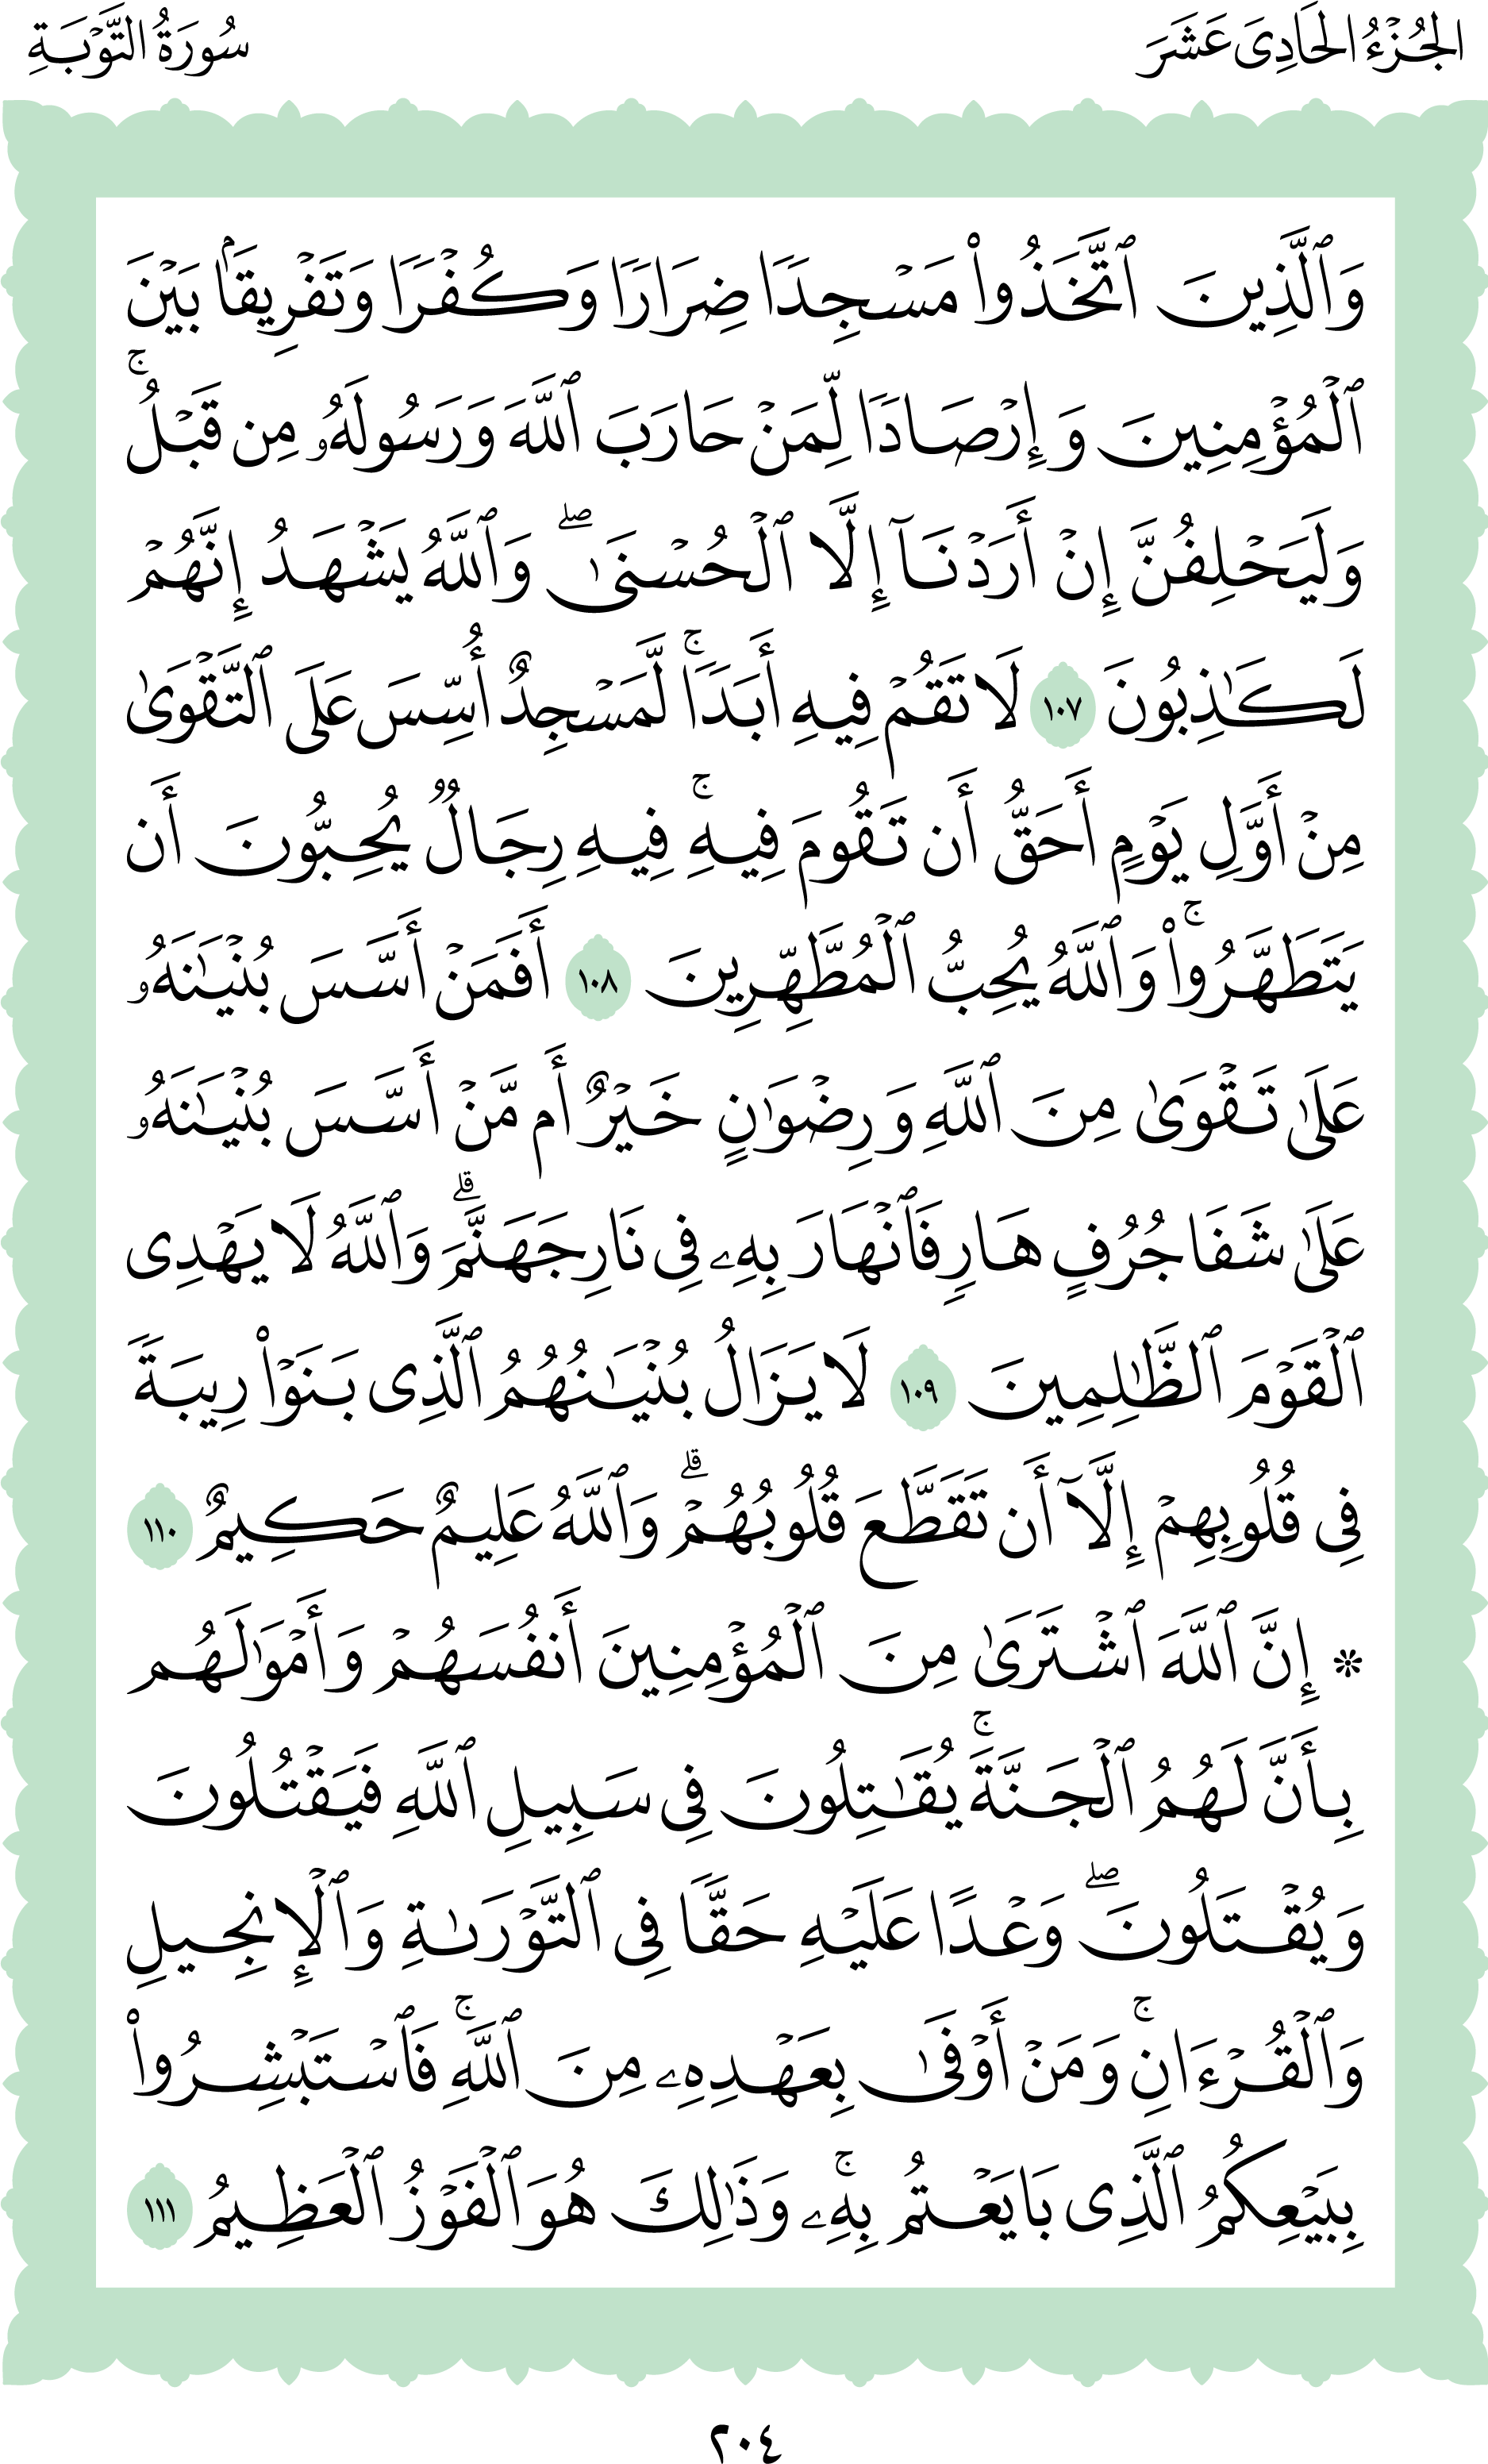 الجُزْءُ الحَادِىَ عَشَرَ
سُورَةُ التَّوۡبَةِ
وَٱلَّذِينَ ٱتَّخَذُواْ مَسۡجِدٗا ضِرَارٗا وَكُفۡرٗا وَتَفۡرِيقَۢا بَيۡنَ
ٱلۡمُؤۡمِنِينَ وَإِرۡصَادٗا لِّمَنۡ حَارَبَ ٱللَّهَ وَرَسُولَهُۥ مِن قَبۡلُۚ
وَلَيَحۡلِفُنَّ إِنۡ أَرَدۡنَآ إِلَّا ٱلۡحُسۡنَىٰۖ وَٱللَّهُ يَشۡهَدُ إِنَّهُمۡ
لَكَٰذِبُونَ ١٠٧ لَا تَقُمۡ فِيهِ أَبَدٗاۚ لَّمَسۡجِدٌ أُسِّسَ عَلَى ٱلتَّقۡوَىٰ
مِنۡ أَوَّلِ يَوۡمٍ أَحَقُّ أَن تَقُومَ فِيهِۚ فِيهِ رِجَالٞ يُحِبُّونَ أَن
يَتَطَهَّرُواْۚ وَٱللَّهُ يُحِبُّ ٱلۡمُطَّهِّرِينَ ١٠٨ أَفَمَنۡ أَسَّسَ بُنۡيَٰنَهُۥ
عَلَىٰ تَقۡوَىٰ مِنَ ٱللَّهِ وَرِضۡوَٰنٍ خَيۡرٌ أَم مَّنۡ أَسَّسَ بُنۡيَٰنَهُۥ
عَلَىٰ شَفَا جُرُفٍ هَارٖ فَٱنۡهَارَ بِهِۦ فِي نَارِ جَهَنَّمَۗ وَٱللَّهُ لَا يَهۡدِي
ٱلۡقَوۡمَ ٱلظَّٰلِمِينَ ١٠٩ لَا يَزَالُ بُنۡيَٰنُهُمُ ٱلَّذِي بَنَوۡاْ رِيبَةٗ
فِي قُلُوبِهِمۡ إِلَّآ أَن تَقَطَّعَ قُلُوبُهُمۡۗ وَٱللَّهُ عَلِيمٌ حَكِيمٌ ١١٠
۞ إِنَّ ٱللَّهَ ٱشۡتَرَىٰ مِنَ ٱلۡمُؤۡمِنِينَ أَنفُسَهُمۡ وَأَمۡوَٰلَهُم
بِأَنَّ لَهُمُ ٱلۡجَنَّةَۚ يُقَٰتِلُونَ فِي سَبِيلِ ٱللَّهِ فَيَقۡتُلُونَ
وَيُقۡتَلُونَۖ وَعۡدًا عَلَيۡهِ حَقّٗا فِي ٱلتَّوۡرَىٰةِ وَٱلۡإِنجِيلِ
وَٱلۡقُرۡءَانِۚ وَمَنۡ أَوۡفَىٰ بِعَهۡدِهِۦ مِنَ ٱللَّهِۚ فَٱسۡتَبۡشِرُواْ
بِبَيۡعِكُمُ ٱلَّذِي بَايَعۡتُم بِهِۦۚ وَذَٰلِكَ هُوَ ٱلۡفَوۡزُ ٱلۡعَظِيمُ ١١١
٢٠٤